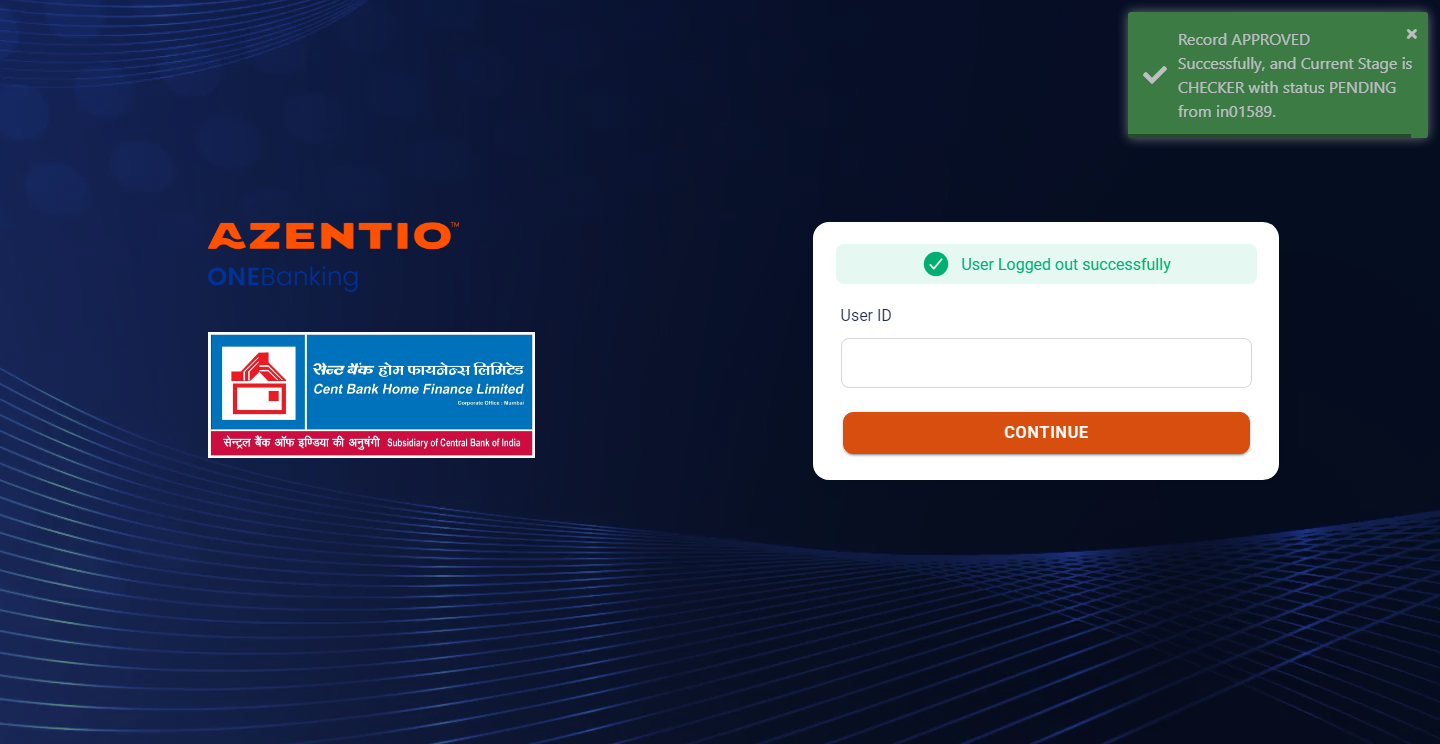 Record APPROVED
Successfully, and Current Stage is
CHECKER with status PENDING
from in01589.
AZENTIO™
ONEBanking
सेन्ट बैंक होम फायनेन्स लिमिटेड
Cent Bank Home Finance Limited
Corporate Office : Mumbai
सेन्ट्रल बैंक ऑफ इण्डिया की अनुषंगी Subsidiary of Central Bank of India
User Logged out successfully
User ID
CONTINUE